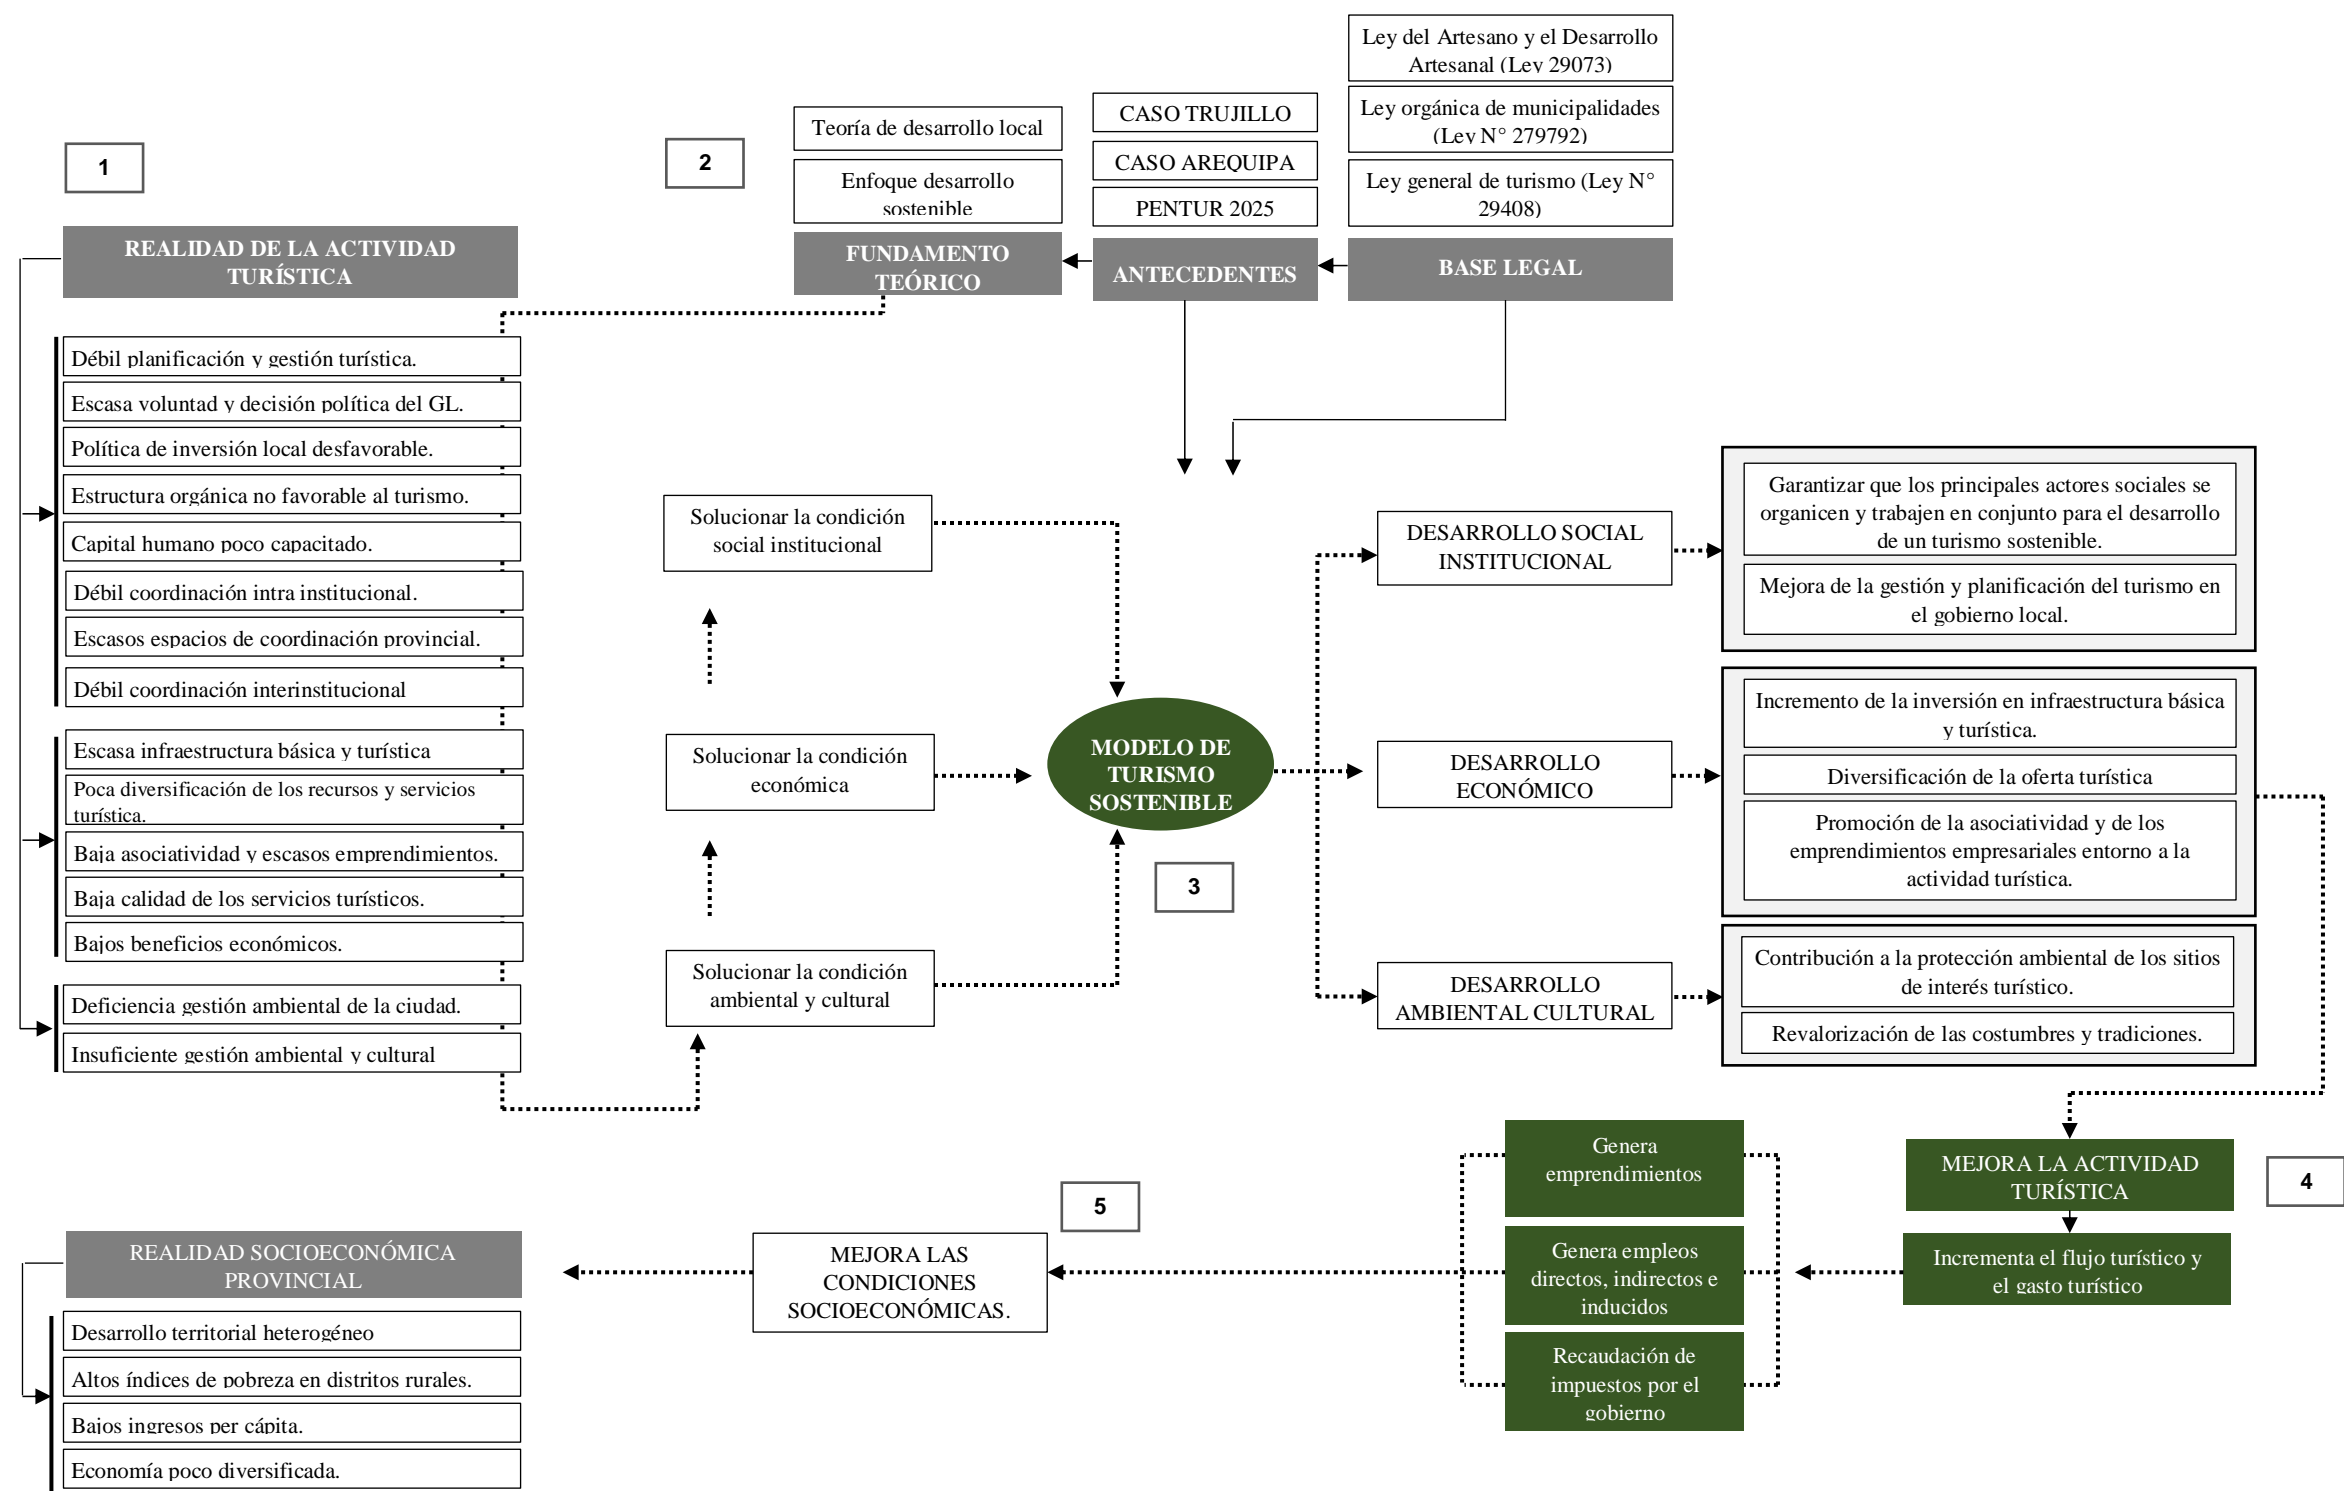 Ley del Artesano y el Desarrollo
Artesanal (Ley 29073)
Ley orgánica de municipalidades
(Ley N° 279792)
Ley general de turismo (Ley N°
29408)
CASO TRUJILLO
CASO AREQUIPA
PENTUR 2025
Teoría de desarrollo local
Enfoque desarrollo
sostenible
1
2
REALIDAD DE LA ACTIVIDAD
TURÍSTICA
FUNDAMENTO
TEÓRICO
ANTECEDENTES
BASE LEGAL
Débil planificación y gestión turística.
Escasa voluntad y decisión política del GL.
Política de inversión local desfavorable.
Estructura orgánica no favorable al turismo.
Capital humano poco capacitado.
Débil coordinación intra institucional.
Escasos espacios de coordinación provincial.
Débil coordinación interinstitucional
Escasa infraestructura básica y turística
Poca diversificación de los recursos y servicios
turística.
Baja asociatividad y escasos emprendimientos.
Baja calidad de los servicios turísticos.
Bajos beneficios económicos.
Deficiencia gestión ambiental de la ciudad.
Insuficiente gestión ambiental y cultural
Solucionar la condición
social institucional
Solucionar la condición
económica
Solucionar la condición
ambiental y cultural
MODELO DE
TURISMO
SOSTENIBLE
3
DESARROLLO SOCIAL
INSTITUCIONAL
DESARROLLO
ECONÓMICO
DESARROLLO
AMBIENTAL CULTURAL
Garantizar que los principales actores sociales se
organicen y trabajen en conjunto para el desarrollo
de un turismo sostenible.
Mejora de la gestión y planificación del turismo en
el gobierno local.
Incremento de la inversión en infraestructura básica
y turística.
Diversificación de la oferta turística
Promoción de la asociatividad y de los
emprendimientos empresariales entorno a la
actividad turística.
Contribución a la protección ambiental de los sitios
de interés turístico.
Revalorización de las costumbres y tradiciones.
MEJORA LA ACTIVIDAD
TURÍSTICA
4
Incrementa el flujo turístico y
el gasto turístico
Genera
emprendimientos
Genera empleos
directos, indirectos e
inducidos
Recaudación de
impuestos por el
gobierno
5
MEJORA LAS
CONDICIONES
SOCIOECONÓMICAS.
REALIDAD SOCIOECONÓMICA
PROVINCIAL
Desarrollo territorial heterogéneo
Altos índices de pobreza en distritos rurales.
Bajos ingresos per cápita.
Economía poco diversificada.